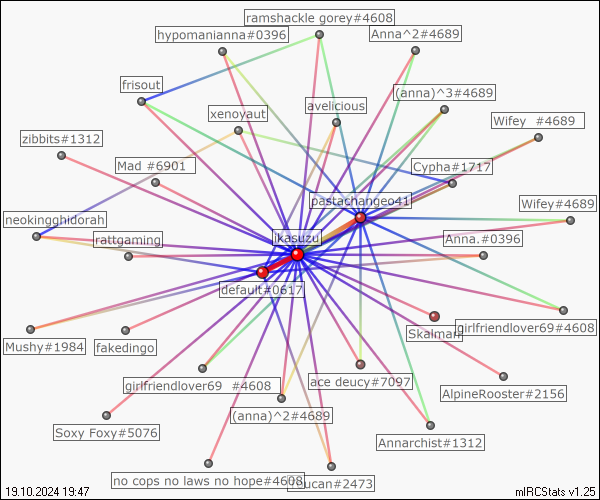 ramshackle gorey#4608
hypomanianna#0396
Anna^2#4689
frisout
(anna)^3#4689
xenoyaut
avelicious
Wifey #4689
zibbits#1312
Mad #6901
Cypha#1717
pastachangeo41
Wifey#4689
neokingghidorah
rattgaming
ikasuzu
Anna.#0396
default#0617
girlfriendlover69#4608
Skalman
Mushy#1984
fakedingo
girlfriendlover69 #4608
ace deucy#7097
AlpineRooster#2156
(anna)^2#4689
Soxy Foxy#5076
Annarchist#1312
no cops no laws no hope#4608
#2473
19.10.2024 19:47
mIRCStats v1.25